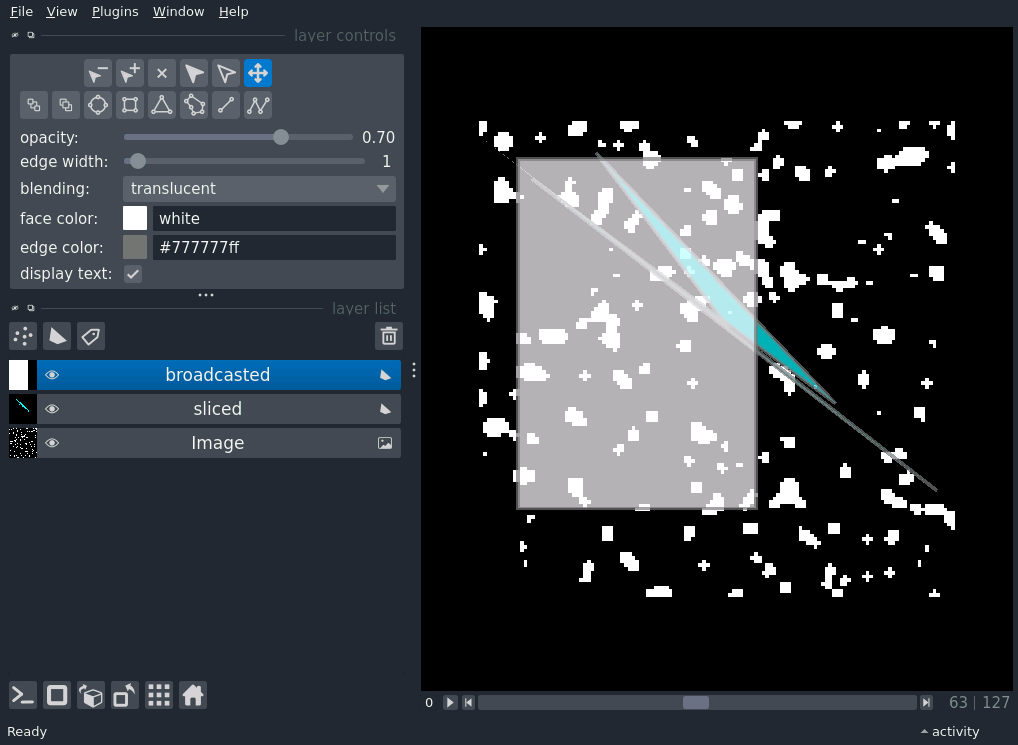 File View Plugins Window Help
layer controls
opacity: 0.70
edge width: 1
blending: translucent
face color: white
edge color: #777777ff
display text:
layer list
broadcasted
sliced
Image
0 63 | 127
Ready activity